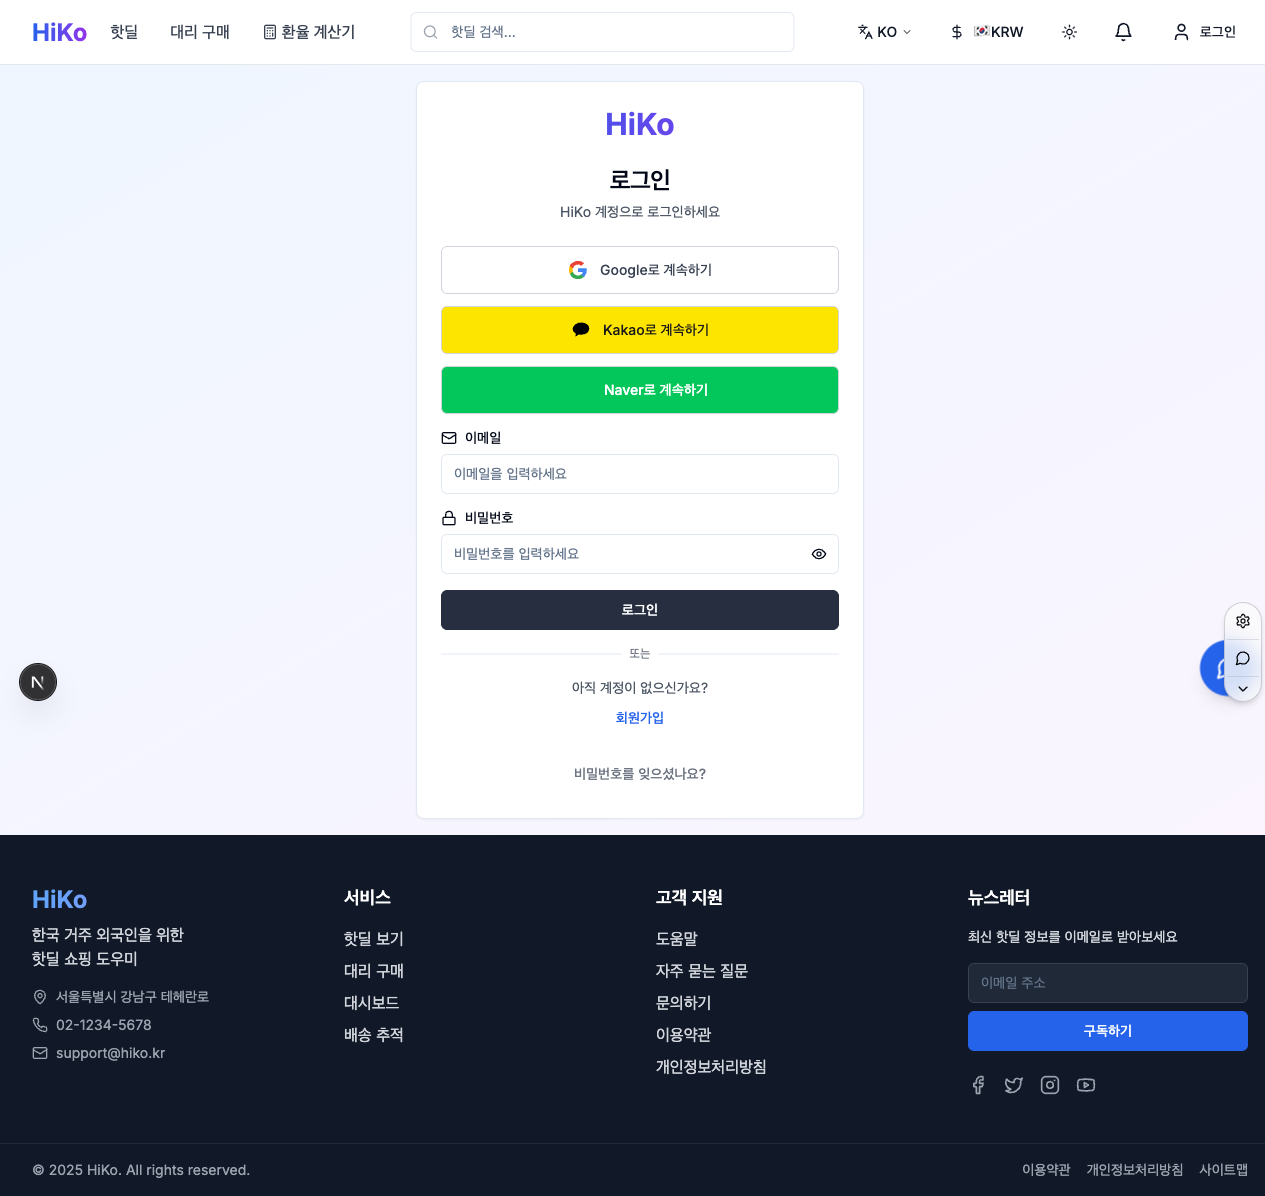 HiKo
핫딜
대리 구매
환율 계산기
핫딜 검색...
KO
KRW
로그인
HiKo
로그인
HiKo 계정으로 로그인하세요
Google로 계속하기
Kakao로 계속하기
Naver로 계속하기
이메일
이메일을 입력하세요
비밀번호
비밀번호를 입력하세요
로그인
또는
아직 계정이 없으신가요?
회원가입
비밀번호를 잊으셨나요?
N
HiKo
한국 거주 외국인을 위한
핫딜 쇼핑 도우미
서울특별시 강남구 테헤란로
02-1234-5678
support@hiko.kr
서비스
핫딜 보기
대리 구매
대시보드
배송 추적
고객 지원
도움말
자주 묻는 질문
문의하기
이용약관
개인정보처리방침
뉴스레터
최신 핫딜 정보를 이메일로 받아보세요
이메일 주소
구독하기
© 2025 HiKo. All rights reserved.
이용약관
개인정보처리방침
사이트맵